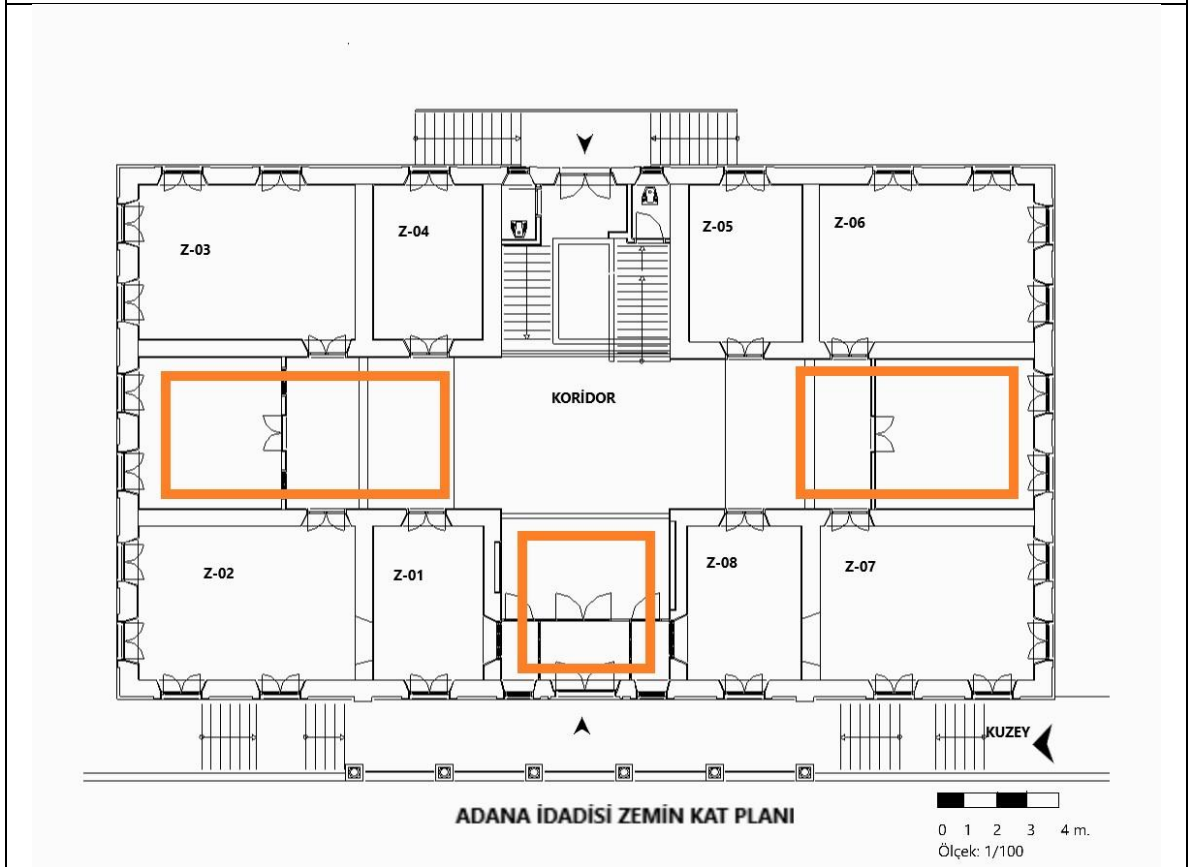 Z-03
Z-04
Z-05
Z-06
KORİDOR
Z-02
Z-01
Z-08
Z-07
KUZEY
ADANA İDADİSİ ZEMİN KAT PLANI
0 1 2 3 4 m.
Ölçek: 1/100